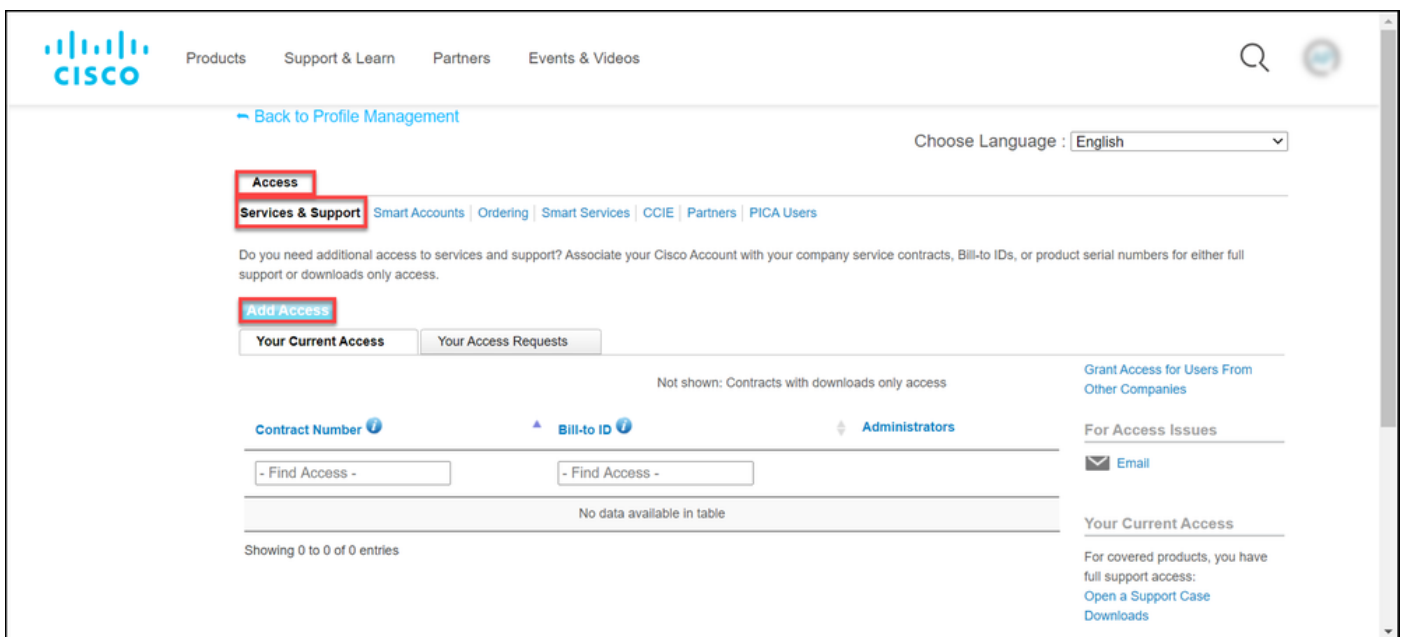 CISCO
Products Support & Learn Partners Events & Videos
Back to Profile Management
Choose Language : English
Access
Services & Support Smart Accounts Ordering Smart Services CCIE Partners PICA Users
Do you need additional access to services and support? Associate your Cisco Account with your company service contracts, Bill-to IDs, or product serial numbers for either full
support or downloads only access.
Add Access
Your Current Access Your Access Requests
Not shown: Contracts with downloads only access
Grant Access for Users From
Other Companies
Contract Number Bill-to ID Administrators
For Access Issues
- Find Access - - Find Access -
Email
No data available in table
Your Current Access
Showing 0 to 0 of 0 entries
For covered products, you have
full support access:
Open a Support Case
Downloads